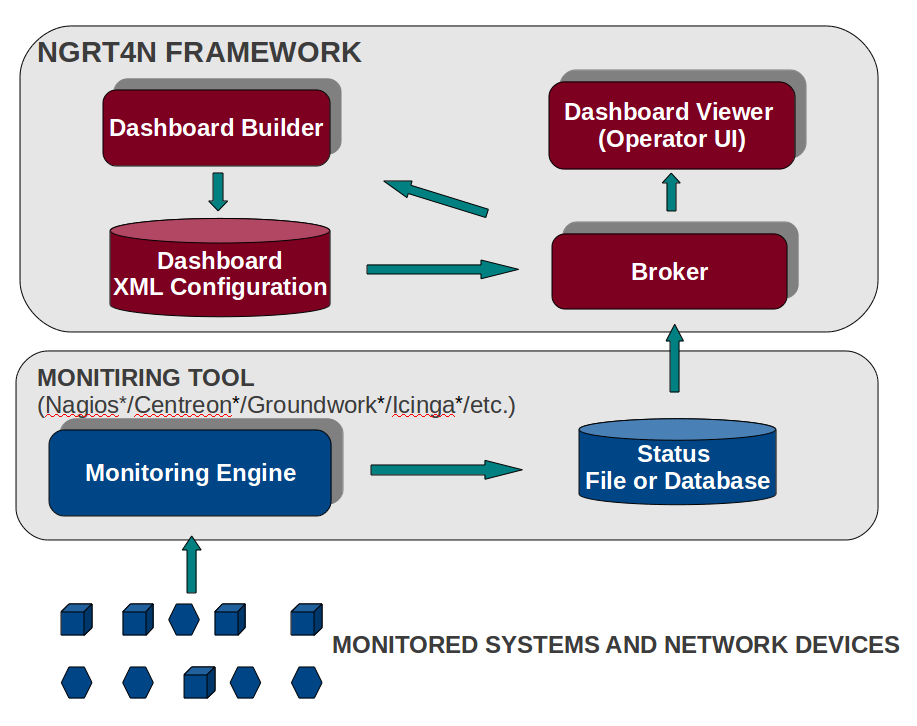 NGRT4N FRAMEWORK
Dashboard Builder
Dashboard Viewer
(Operator UI)
Dashboard
XML Configuration
Broker
MONITIRING TOOL
(Nagios*/Centreon*/Groundwork*/Icinga*/etc.)
Monitoring Engine
Status
File or Database
MONITORED SYSTEMS AND NETWORK DEVICES